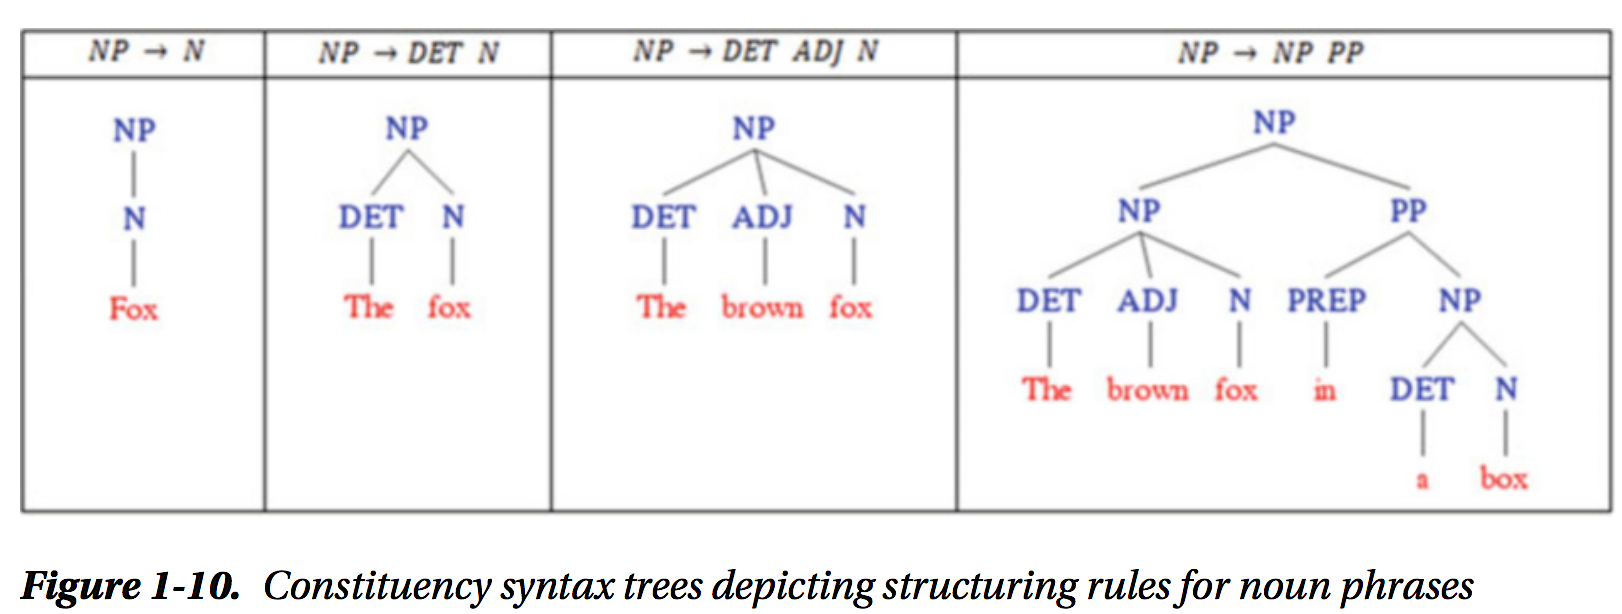 NP → N
NP → DET N
NP → DET ADJ N
NP → NP PP
NP
N
Fox
NP
DET N
The fox
NP
DET ADJ N
The brown fox
NP
NP PP
DET ADJ N PREP NP
The brown fox in DET N
a box
Figure 1-10. Constituency syntax trees depicting structuring rules for noun phrases